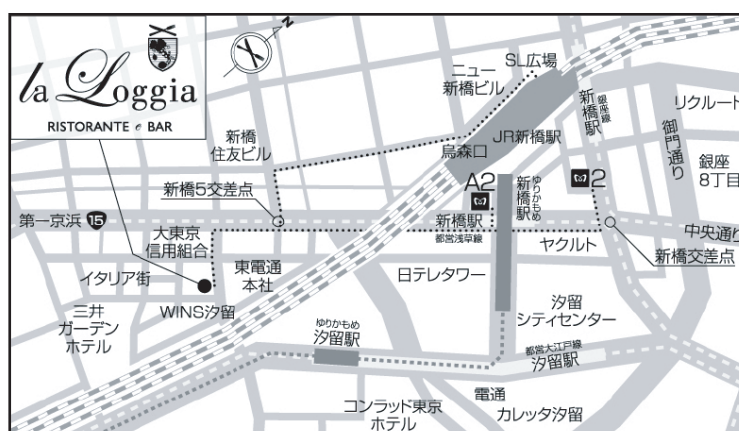 la Loggia
RISTORANTE e BAR
N
SL広場
ニュー
新橋ビル
新橋駅
銀座線
リクルート
御門通り
新橋
住友ビル
烏森口
JR新橋駅
銀座
8丁目
A2
新橋駅
ゆりかもめ
2
新橋5交差点
第一京浜
15
新橋駅
都営浅草線
ヤクルト
中央通り
新橋交差点
大東京
信用組合
イタリア街
東電通
本社
日テレタワー
WINS汐留
三井
ガーデン
ホテル
汐留
シティセンター
ゆりかもめ
汐留駅
都営大江戸線
汐留駅
電通
コンラッド東京
ホテル
カレッタ汐留